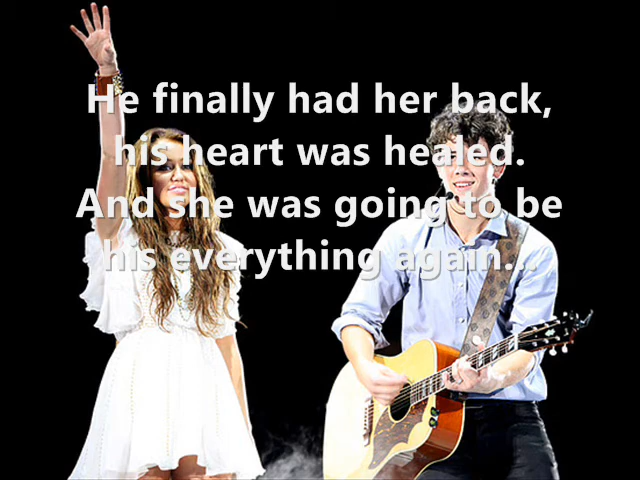 He finally had her back,
his heart was healed.
And she was going to be
his everything again...